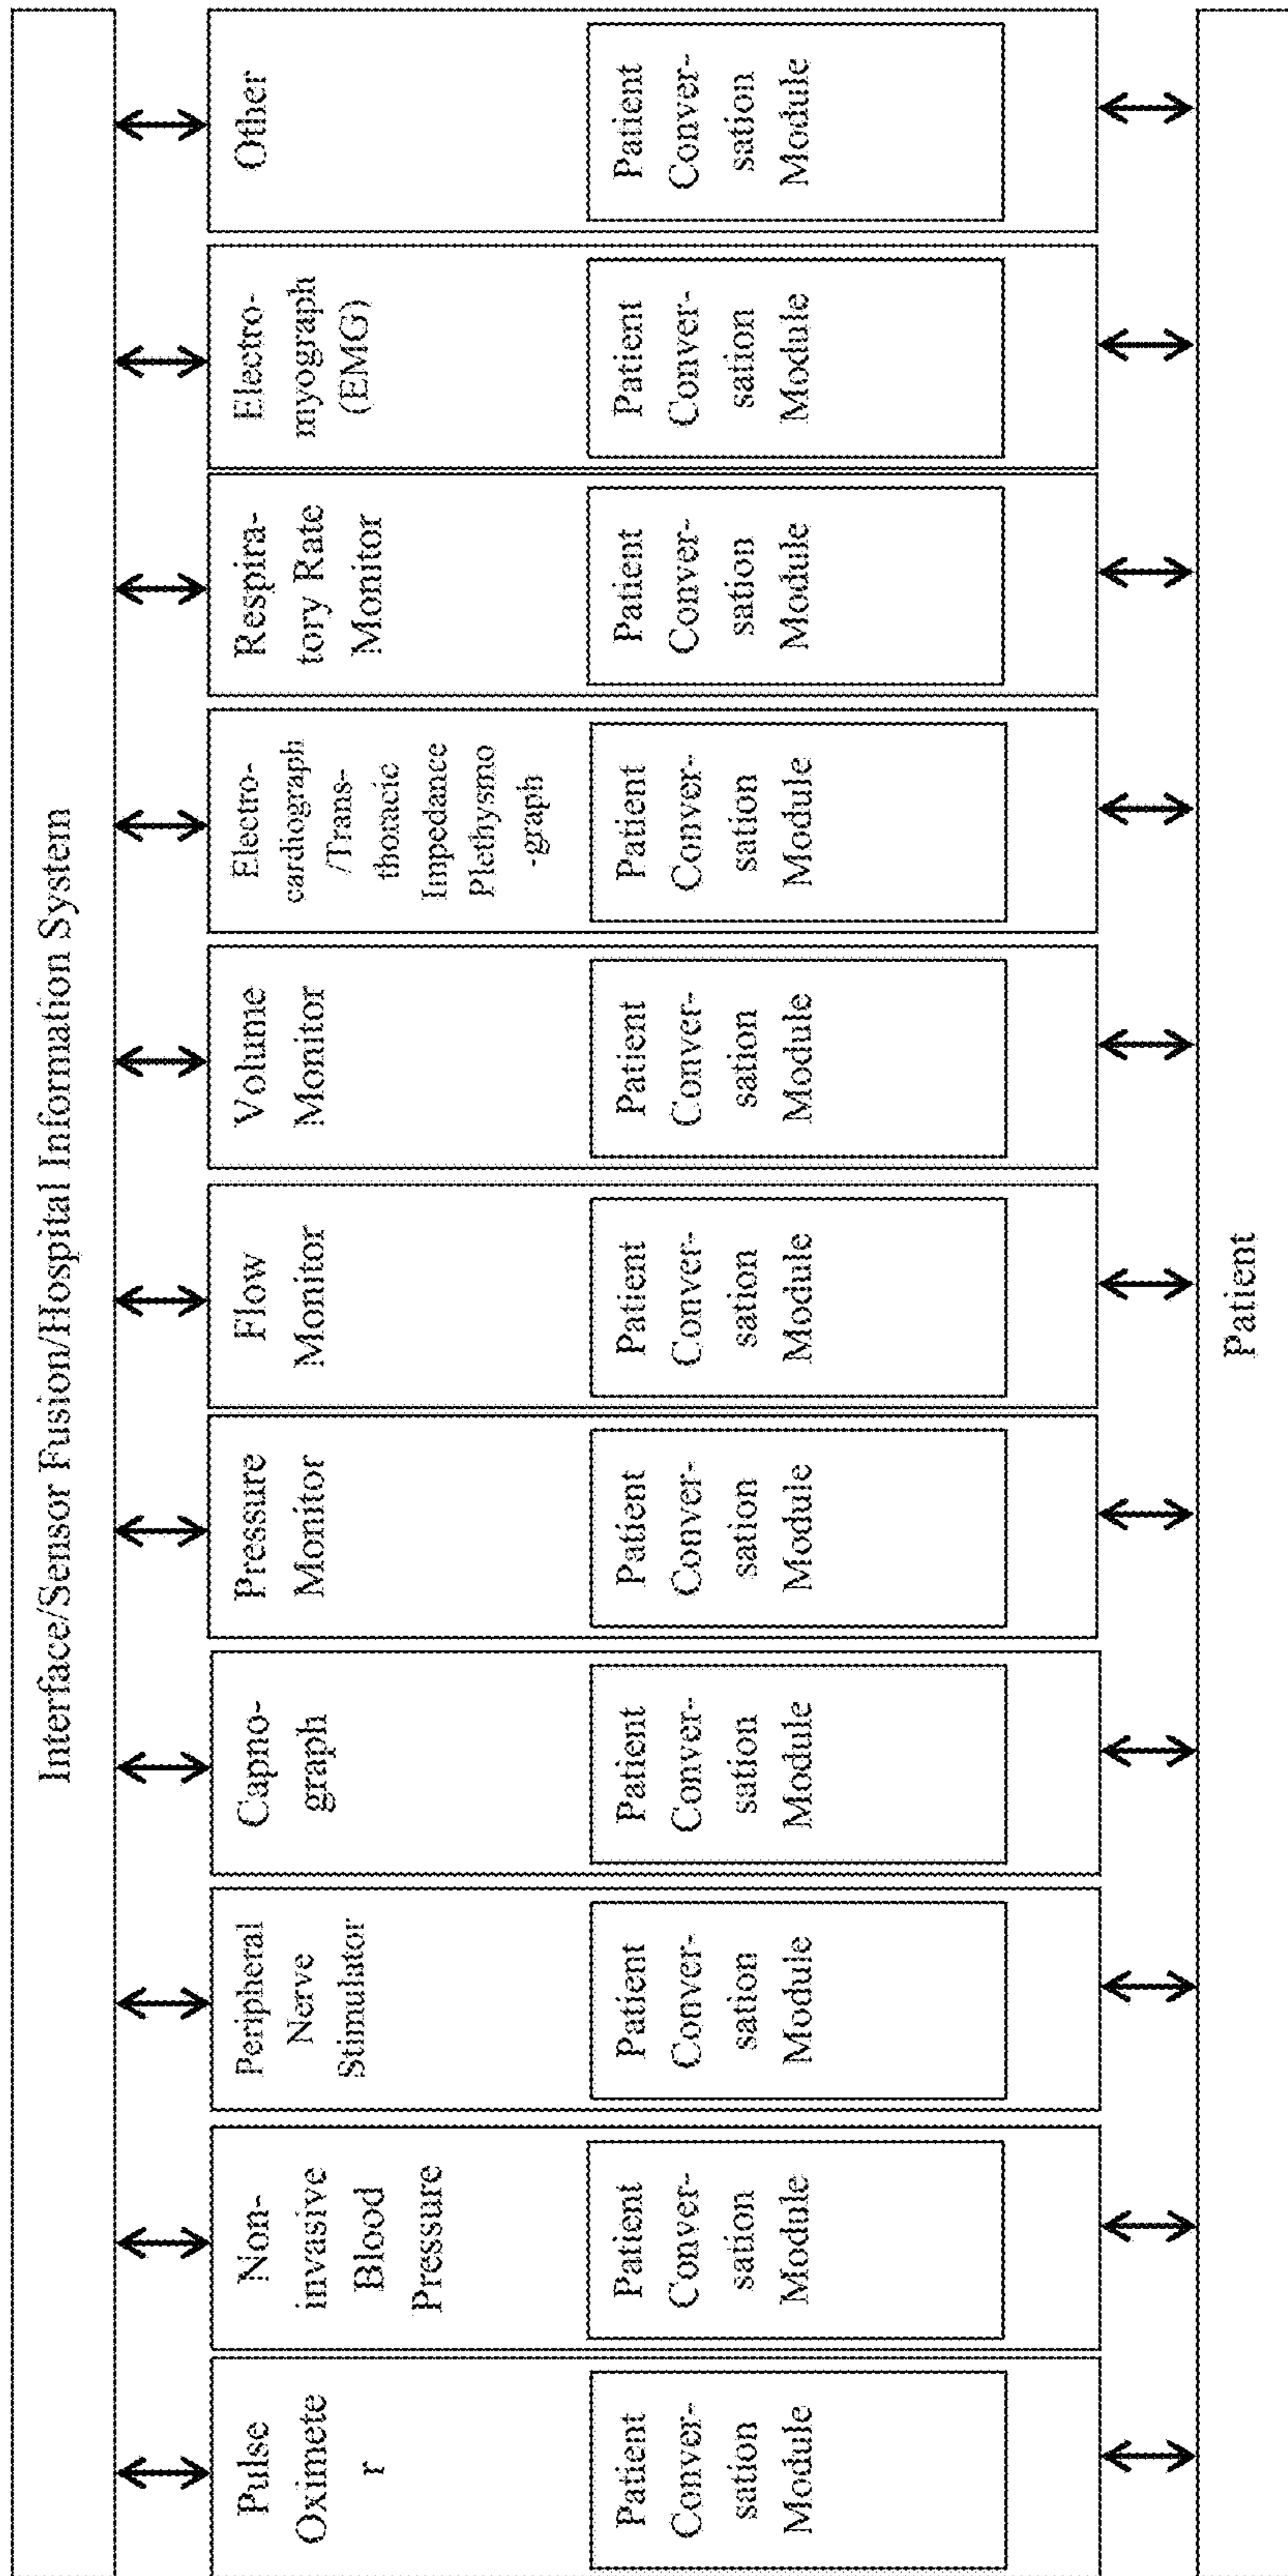 Interface/Sensor Fusion/Hospital Information System
Pulse
Oximete
r
Patient
Conver-
sation
Module
Non-
invasive
Blood
Pressure
Patient
Conver-
sation
Module
Peripheral
Nerve
Stimulator
Patient
Conver-
sation
Module
Capno-
graph
Patient
Conver-
sation
Module
Pressure
Monitor
Patient
Conver-
sation
Module
Flow
Monitor
Patient
Conver-
sation
Module
Volume
Monitor
Patient
Conver-
sation
Module
Electro-
cardiograph
/Trans-
thoracic
Impedance
Plethysmo
-graph
Patient
Conver-
sation
Module
Respira-
tory Rate
Monitor
Patient
Conver-
sation
Module
Electro-
myograph
(EMG)
Patient
Conver-
sation
Module
Other
Patient
Conver-
sation
Module
Patient